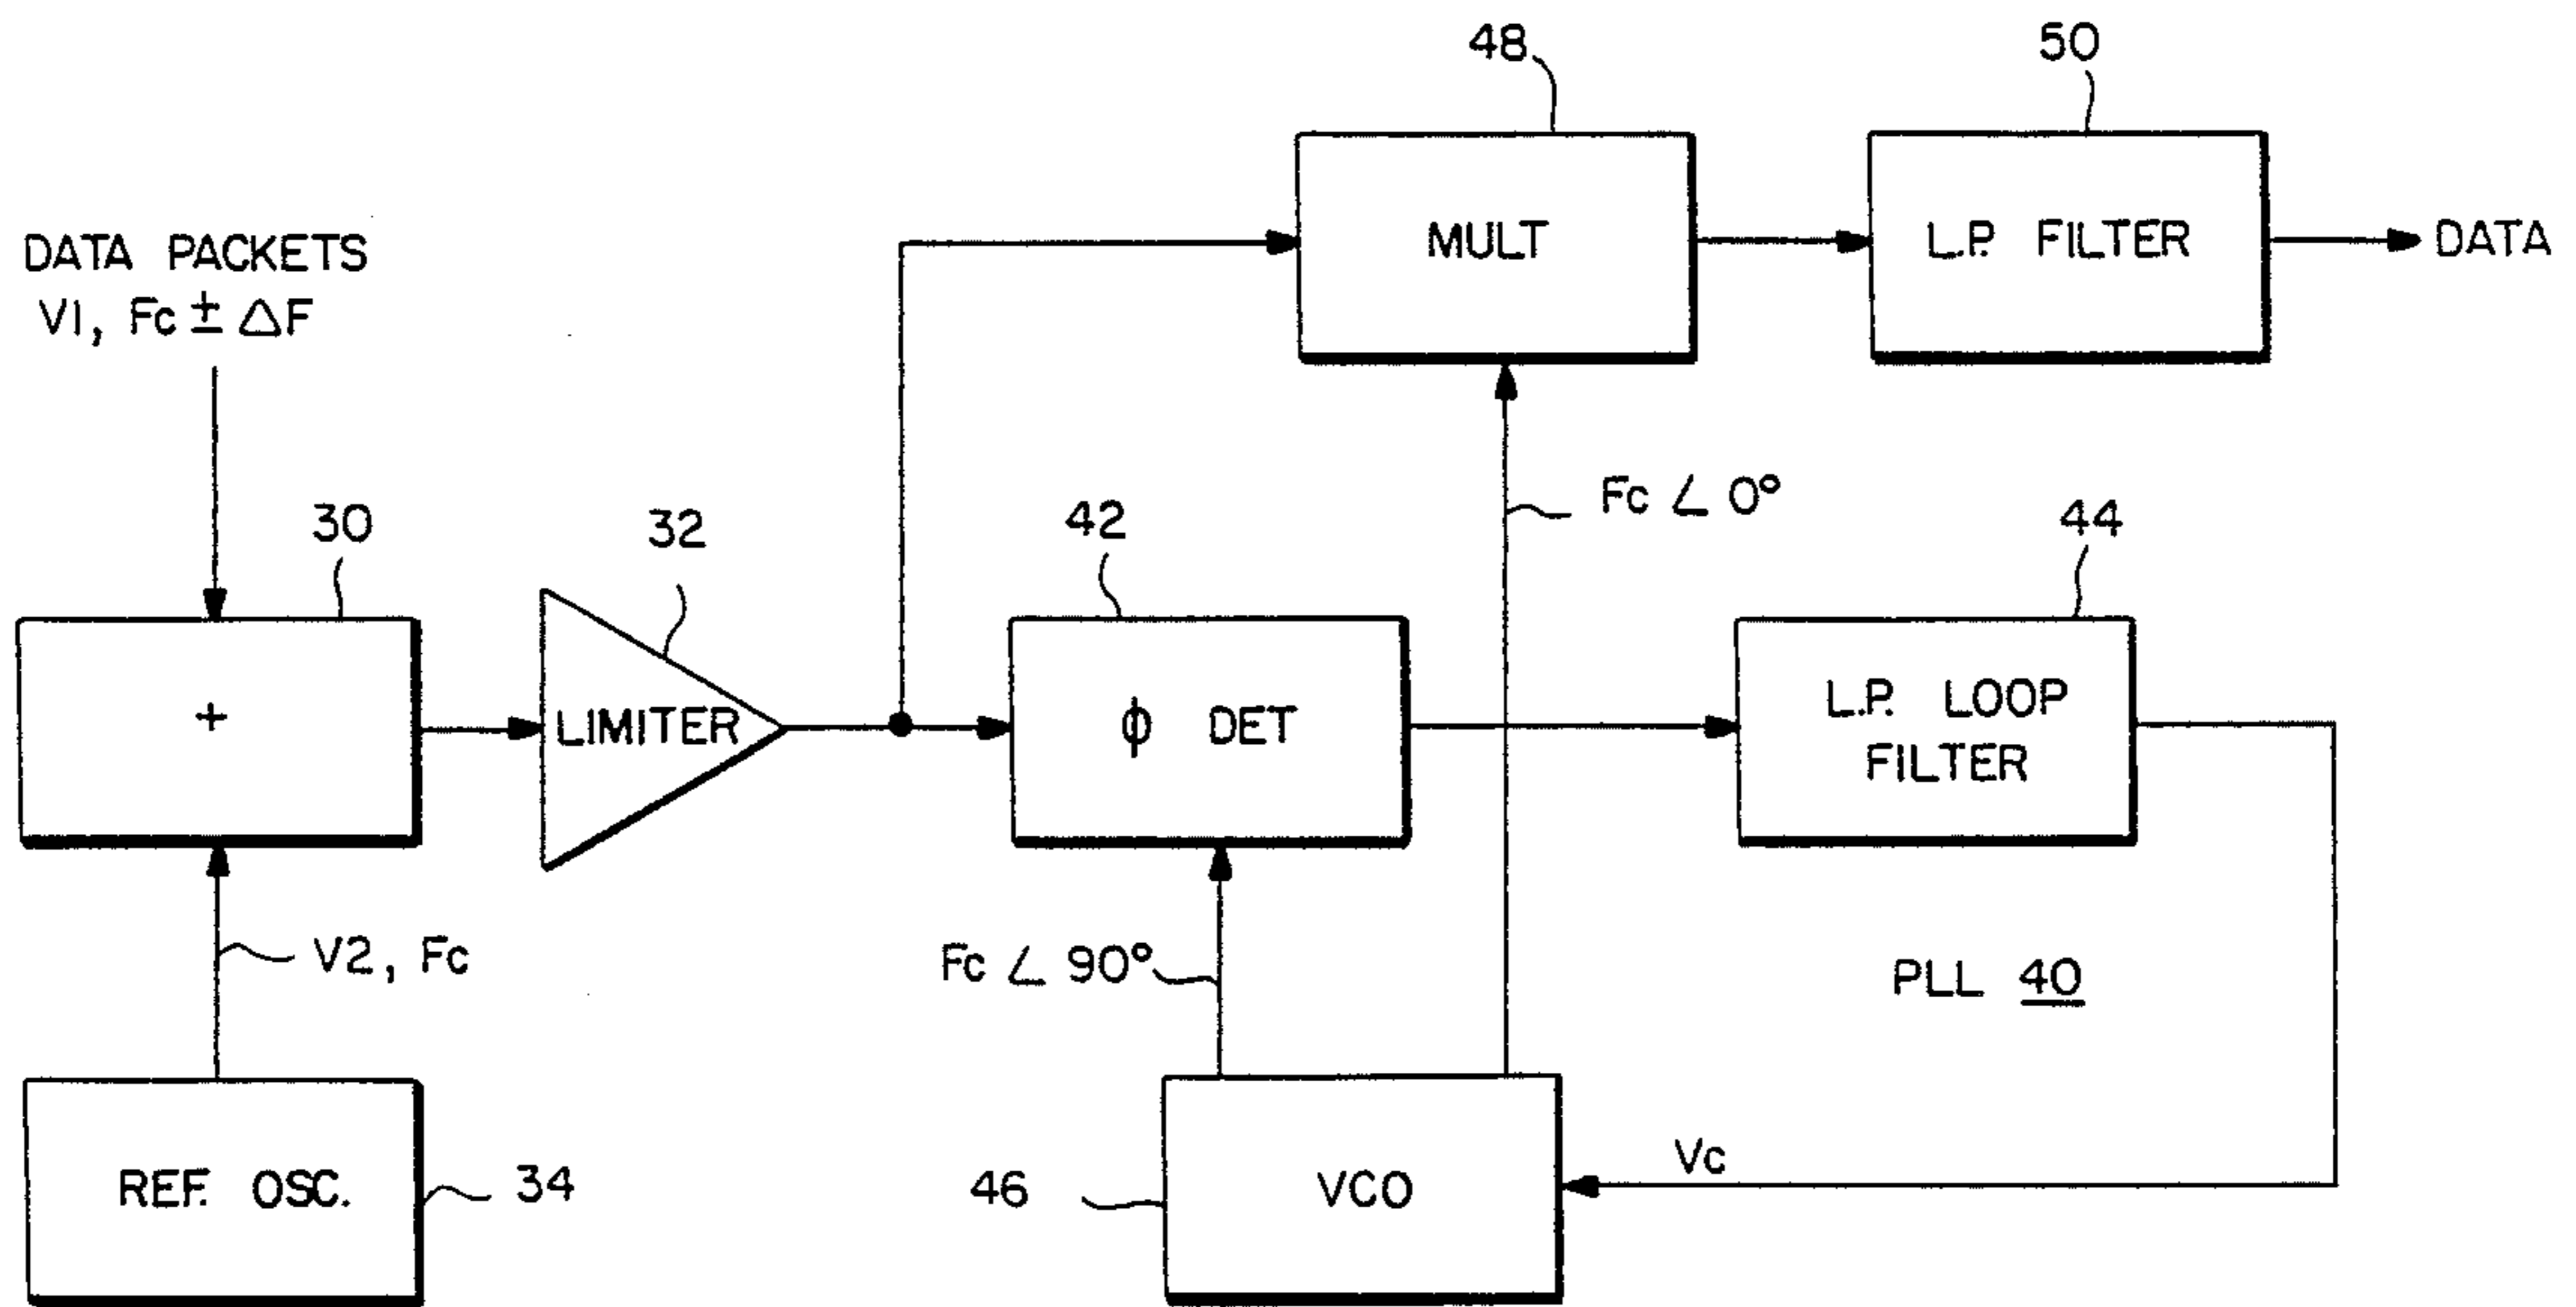 48
50
DATA PACKETS
V1, Fc ± △F
MULT
L.P. FILTER
DATA
30
32
42
Fc ∠ 0°
44
+
LIMITER
ϕ DET
L.P. LOOP
FILTER
V2, Fc
Fc ∠ 90°
PLL 40
REF. OSC.
34
46
VCO
Vc